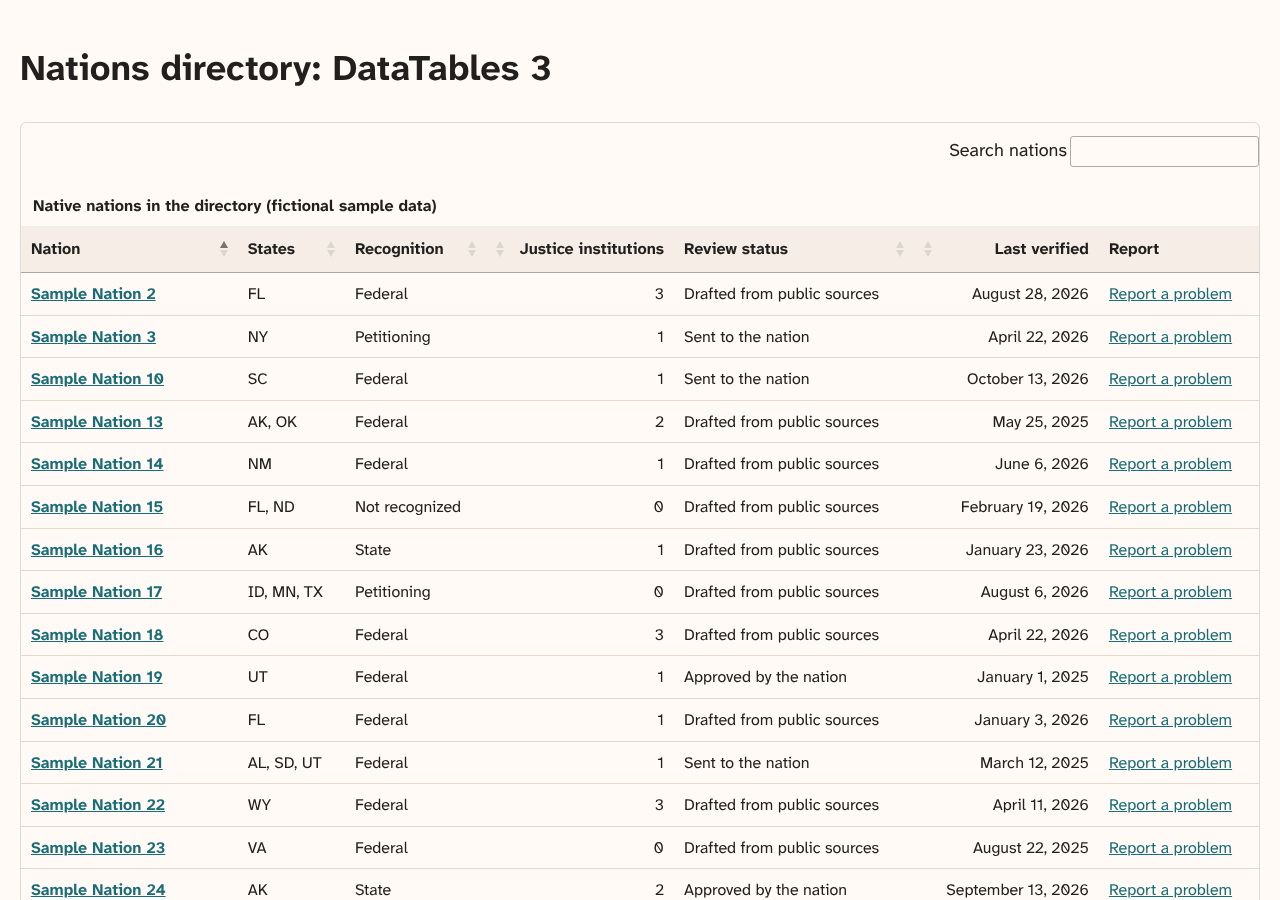 Nations directory: DataTables 3
Search nations
Native nations in the directory (fictional sample data)
Nation States Recognition Justice institutions Review status Last verified Report
Sample Nation 2 FL Federal 3 Drafted from public sources August 28, 2026 Report a problem
Sample Nation 3 NY Petitioning 1 Sent to the nation April 22, 2026 Report a problem
Sample Nation 10 SC Federal 1 Sent to the nation October 13, 2026 Report a problem
Sample Nation 13 AK, OK Federal 2 Drafted from public sources May 25, 2025 Report a problem
Sample Nation 14 NM Federal 1 Drafted from public sources June 6, 2026 Report a problem
Sample Nation 15 FL, ND Not recognized 0 Drafted from public sources February 19, 2026 Report a problem
Sample Nation 16 AK State 1 Drafted from public sources January 23, 2026 Report a problem
Sample Nation 17 ID, MN, TX Petitioning 0 Drafted from public sources August 6, 2026 Report a problem
Sample Nation 18 CO Federal 3 Drafted from public sources April 22, 2026 Report a problem
Sample Nation 19 UT Federal 1 Approved by the nation January 1, 2025 Report a problem
Sample Nation 20 FL Federal 1 Drafted from public sources January 3, 2026 Report a problem
Sample Nation 21 AL, SD, UT Federal 1 Sent to the nation March 12, 2025 Report a problem
Sample Nation 22 WY Federal 3 Drafted from public sources April 11, 2026 Report a problem
Sample Nation 23 VA Federal 0 Drafted from public sources August 22, 2025 Report a problem
Sample Nation 24 AK State 2 Approved by the nation September 13, 2026 Report a problem